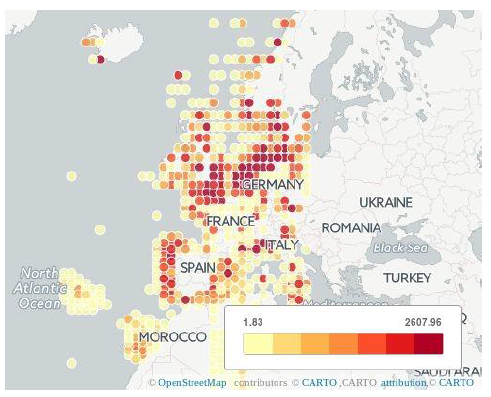 GERMANY
UKRAINE
FRANCE
ROMANIA
ITALY
Black Sea
SPAIN
North
Atlantic
Ocean
TURKEY
1.83
2607.96
MOROCCO
© OpenStreetMap contributors © CARTO ,CARTO attribution,© CARTO